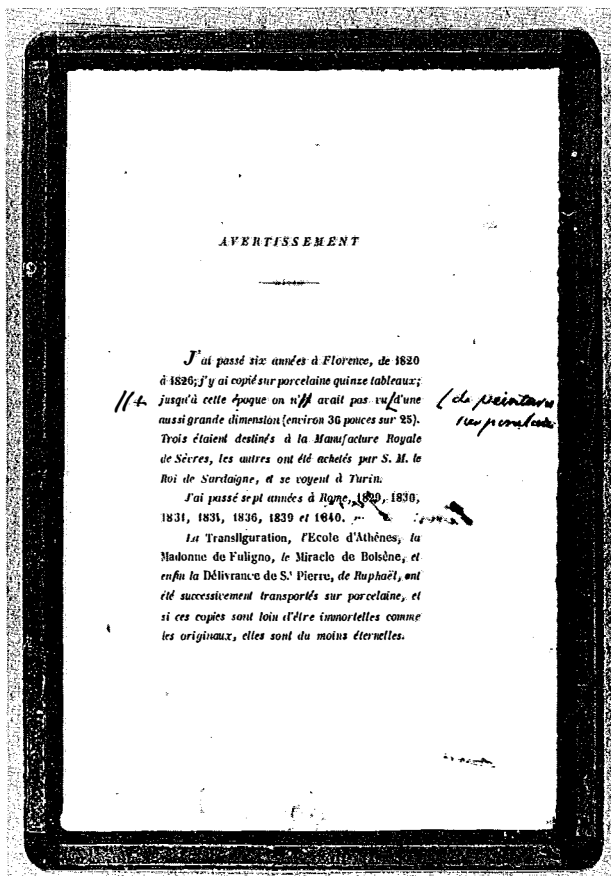 AVERTISSEMENT
J'ai passé six années à Florence, de 1820
à 1826; j'y ai copié sur porcelaine quinze tableaux;
jusqu'à cette époque on n' avait pas vu d'une
(de peintures
sur porcelaine
aussi grande dimension (environ 36 pouces sur 25).
Trois étaient destinés à la Manufacture Royale
de Sèvres, les autres ont été achetés par S. M. le
Roi de Sardaigne, et se voyent à Turin.
J'ai passé sept années à Rome, 1829, 1830,
1831, 1834, 1836, 1839 et 1840.
La Transfiguration, l'Ecole d'Athènes, la
Madonne de Fuligno, le Miracle de Bolsène, et
enfin la Délivrance de S.t Pierre, de Raphaël, ont
été successivement transportés sur porcelaine, et
si ces copies sont loin d'être immortelles comme
les originaux, elles sont du moins éternelles.